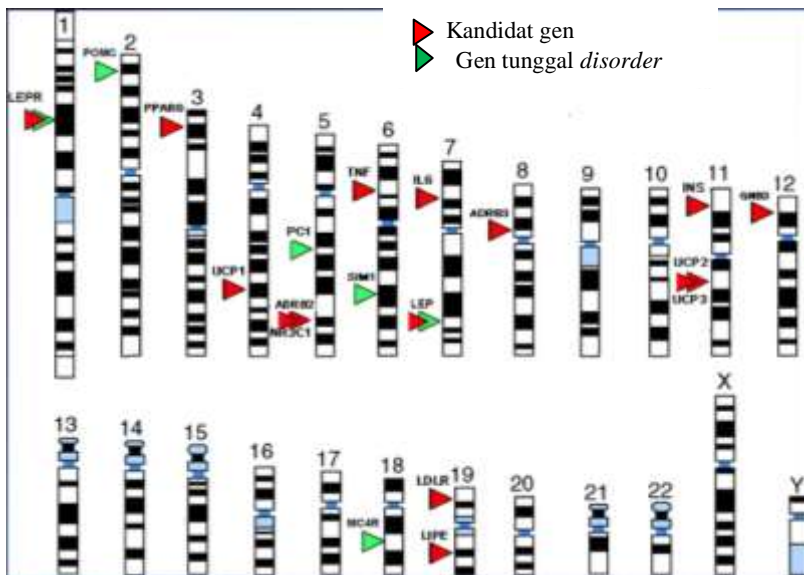 Kandidat gen
Gen tunggal disorder
1
2
3
4
5
6
7
8
9
10
11
12
POMC
LEPR
PPARG
TNF
IL6
ADRB3
INS
GNB3
PC1
UCP1
ADRB2
NR3C1
SIM1
LEP
UCP2
UCP3
13
14
15
16
17
18
19
20
21
22
X
Y
MC4R
LDLR
LIPE